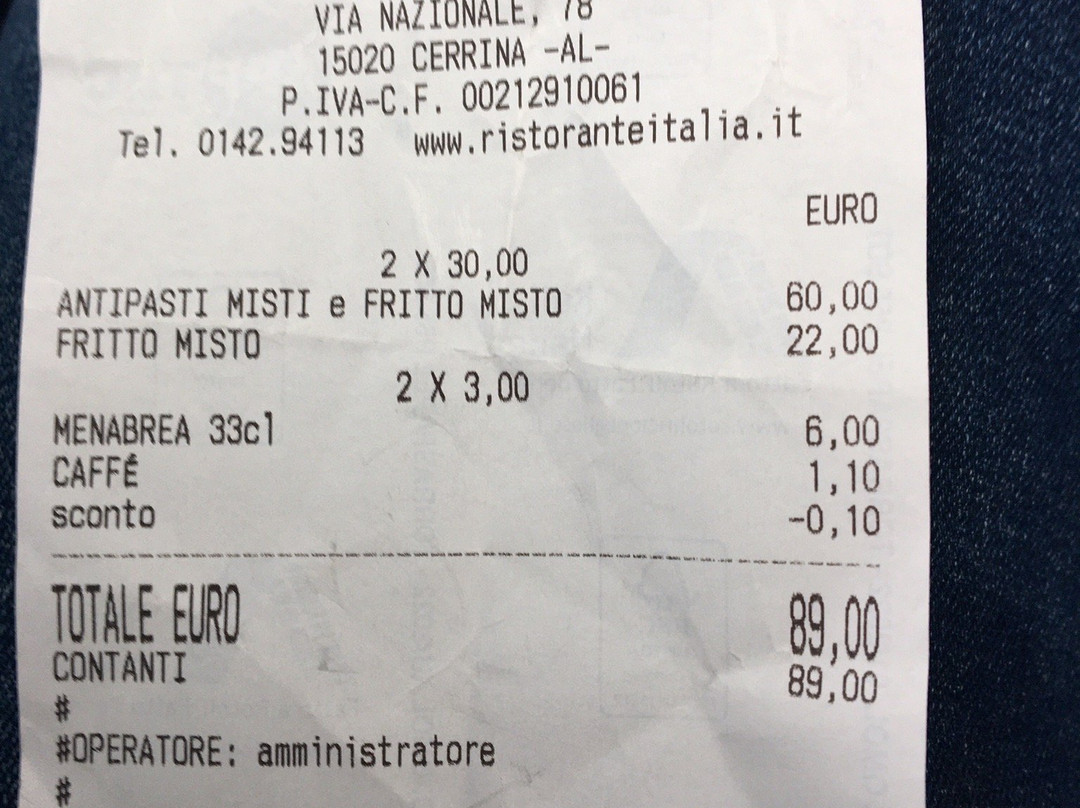 VIA NAZIONALE, 78
15020 CERRINA -AL-
P.IVA-C.F. 00212910061
Tel. 0142.94113 www.ristoranteitalia.it
EURO
2 X 30,00
ANTIPASTI MISTI e FRITTO MISTO 60,00
FRITTO MISTO 22,00
2 X 3,00
MENABREA 33cl 6,00
CAFFÉ 1,10
sconto -0,10
TOTALE EURO 89,00
CONTANTI 89,00
#
#OPERATORE: amministratore
#